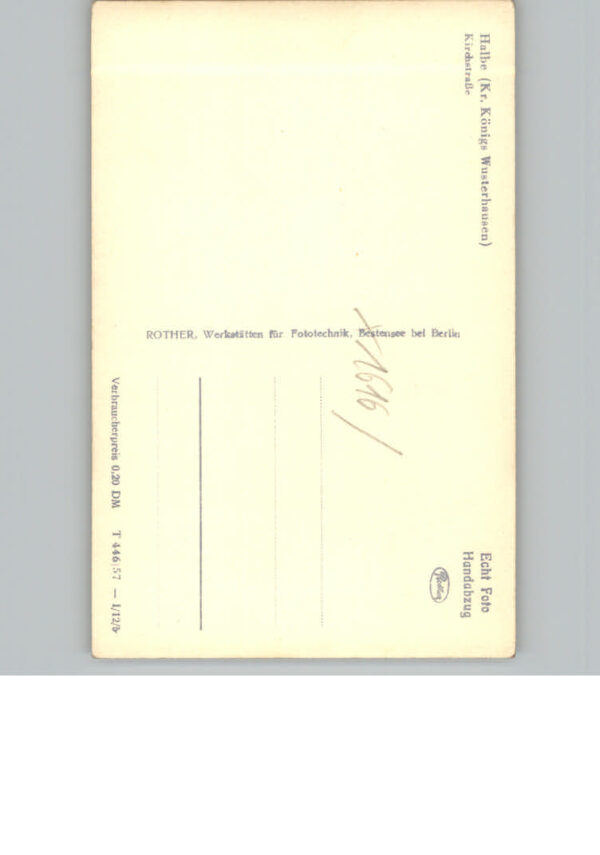 Halbe (Kr. Königs Wusterhausen)
Kirchstraße
ROTHER, Werkstätten für Fototechnik, Bestensee bei Berlin
1616
Echt Foto
Handabzug
Verbraucherpreis 0,20 DM T 446|57 — 1/12/b